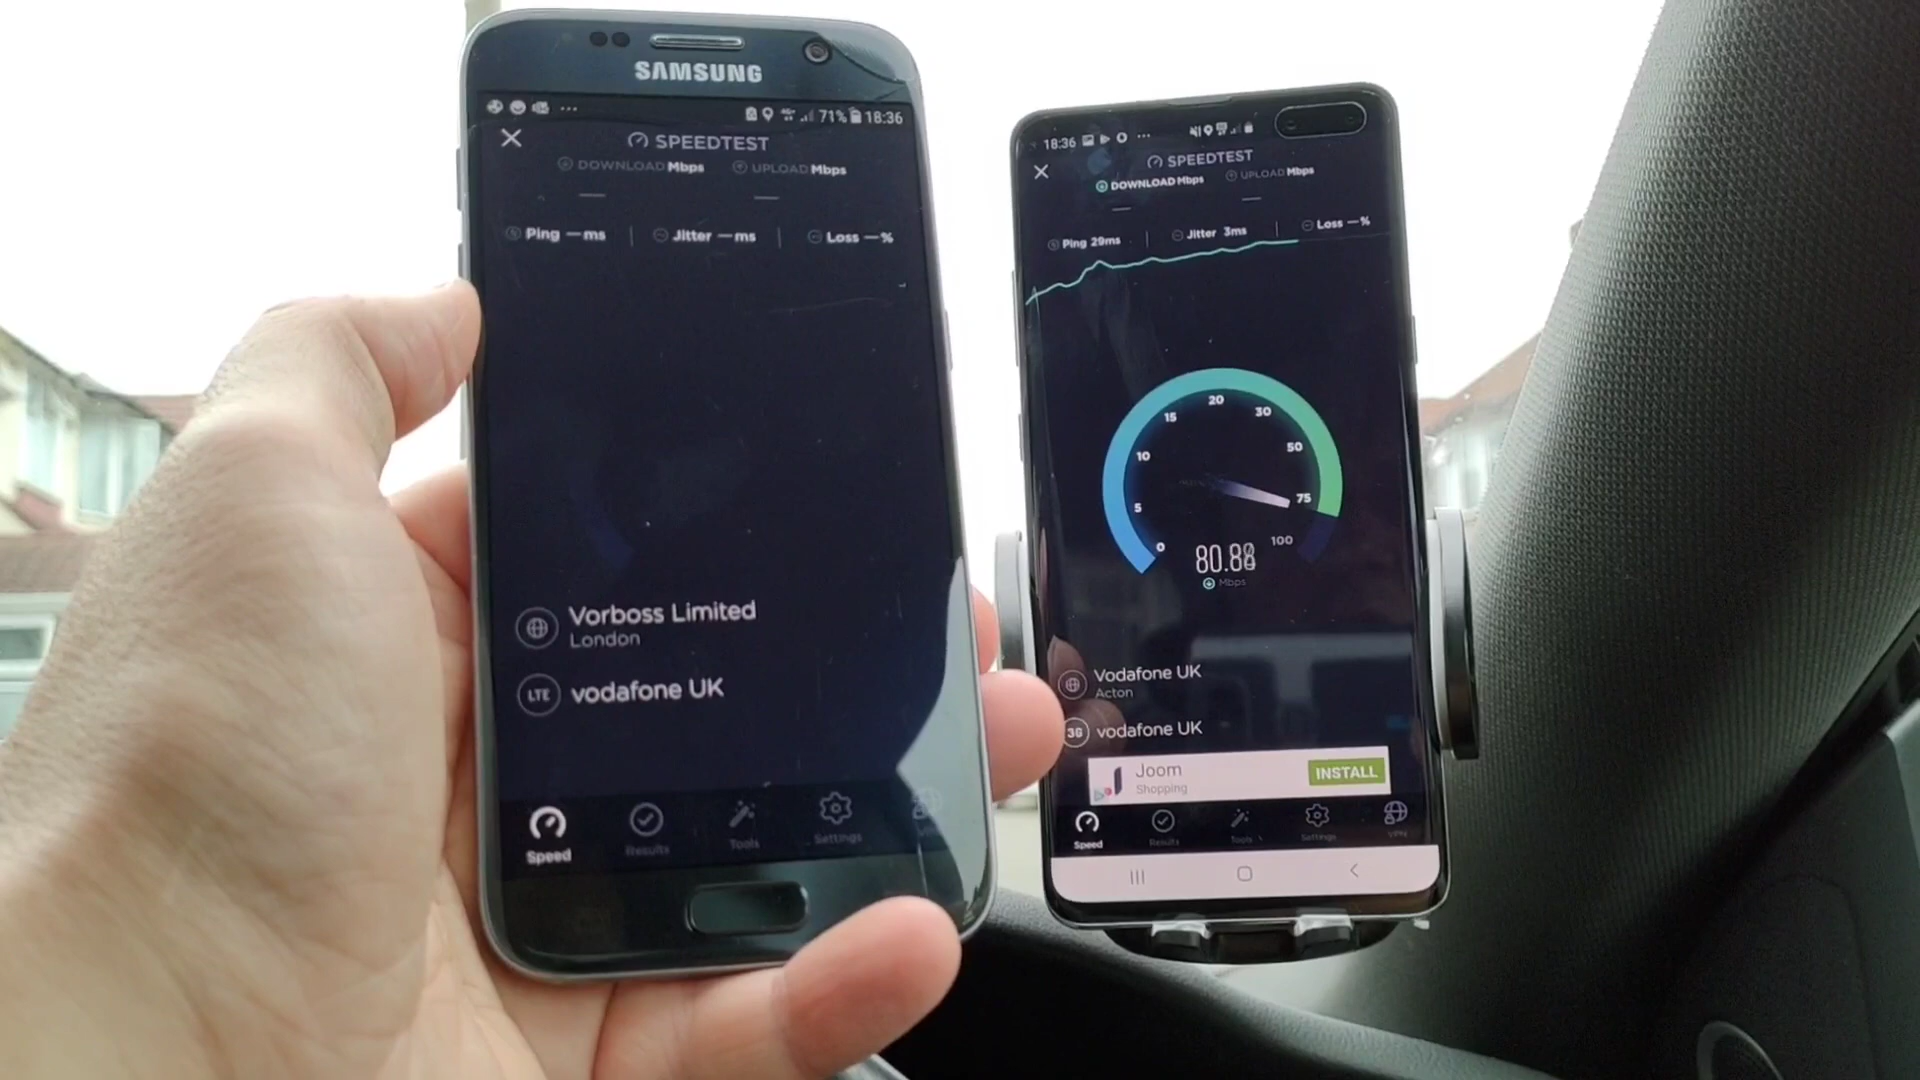 SAMSUNG
71% 18:36
SPEEDTEST
DOWNLOAD Mbps UPLOAD Mbps
Ping — ms Jitter — ms Loss — %
Vorboss Limited
London
LTE vodafone UK
Speed Results Tools Settings VPN
18:36
SPEEDTEST
DOWNLOAD Mbps UPLOAD Mbps
Ping 29ms Jitter 3ms Loss — %
0
5
10
15
20
30
50
75
100
Mbps
Vodafone UK
Acton
3G vodafone UK
Joom
Shopping
INSTALL
Speed Results Tools Settings VPN